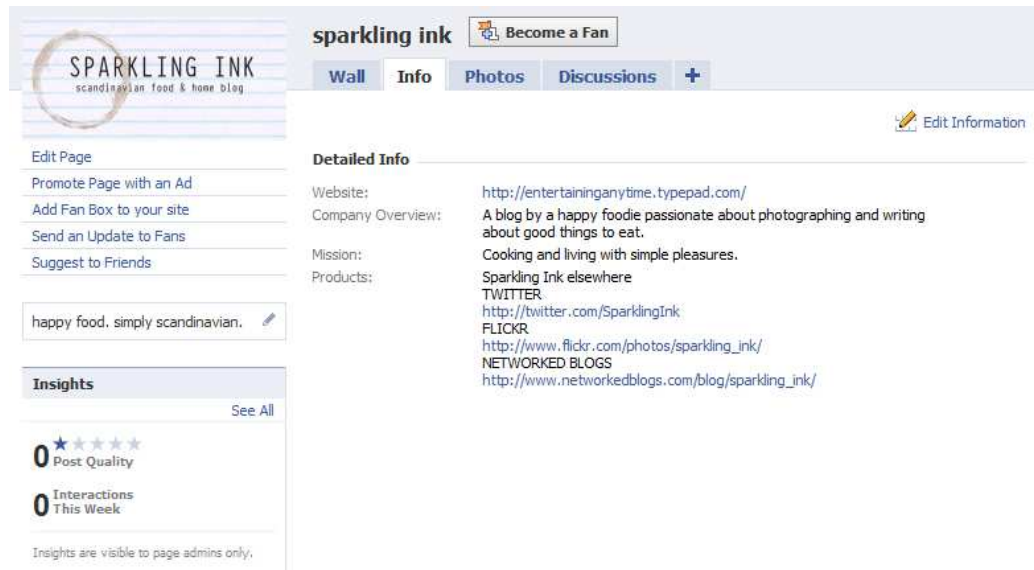 SPARKLING INK
scandinavian food & home blog
Edit Page
Promote Page with an Ad
Add Fan Box to your site
Send an Update to Fans
Suggest to Friends
happy food. simply scandinavian.
Insights
See All
0 Post Quality
0 Interactions
This Week
Insights are visible to page admins only.
sparkling ink Become a Fan
Wall Info Photos Discussions +
Edit Information
Detailed Info
Website: http://entertaininganytime.typepad.com/
Company Overview: A blog by a happy foodie passionate about photographing and writing
about good things to eat.
Mission: Cooking and living with simple pleasures.
Products: Sparkling Ink elsewhere
TWITTER
http://twitter.com/SparklingInk
FLICKR
http://www.flickr.com/photos/sparkling_ink/
NETWORKED BLOGS
http://www.networkedblogs.com/blog/sparkling_ink/